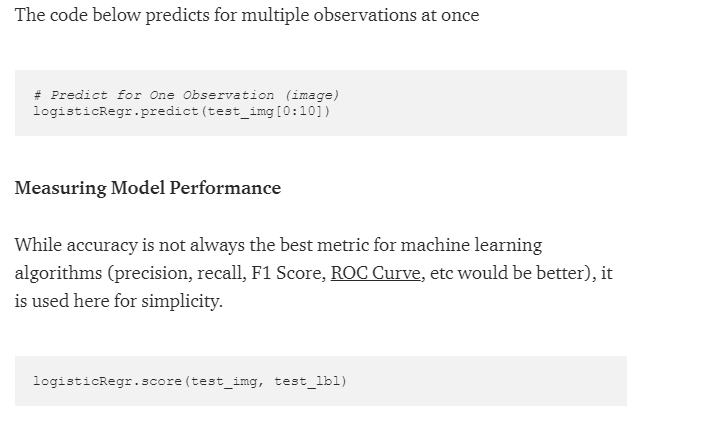 The code below predicts for multiple observations at once
# Predict for One Observation (image)
logisticRegr.predict(test_img[0:10])
Measuring Model Performance
While accuracy is not always the best metric for machine learning
algorithms (precision, recall, F1 Score, ROC Curve, etc would be better), it
is used here for simplicity.
logisticRegr.score(test_img, test_lbl)